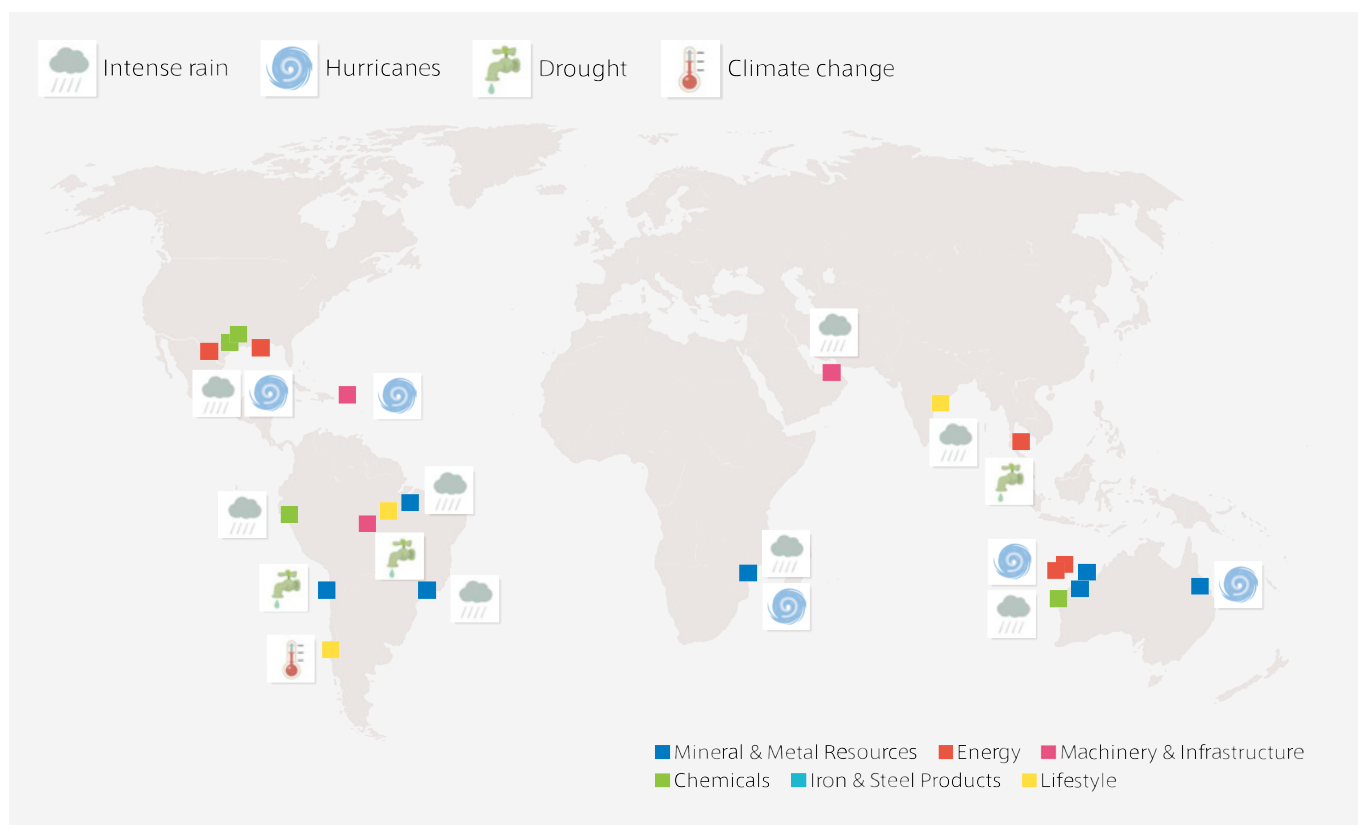 Intense rain Hurricanes Drought Climate change
Mineral & Metal Resources Energy Machinery & Infrastructure
Chemicals Iron & Steel Products Lifestyle